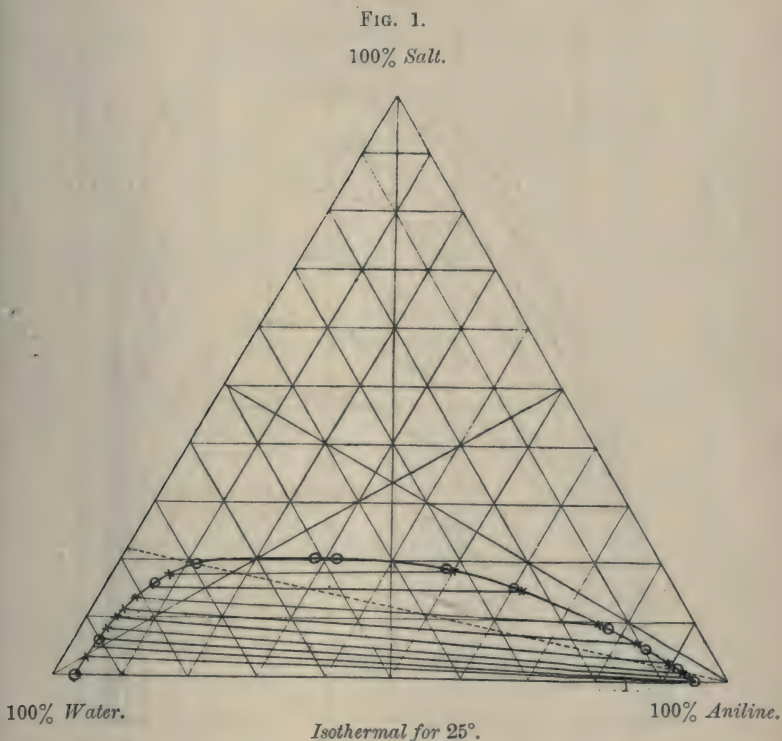 FIG. 1.
100% Salt.
100% Water.
100% Aniline.
Isothermal for 25°.